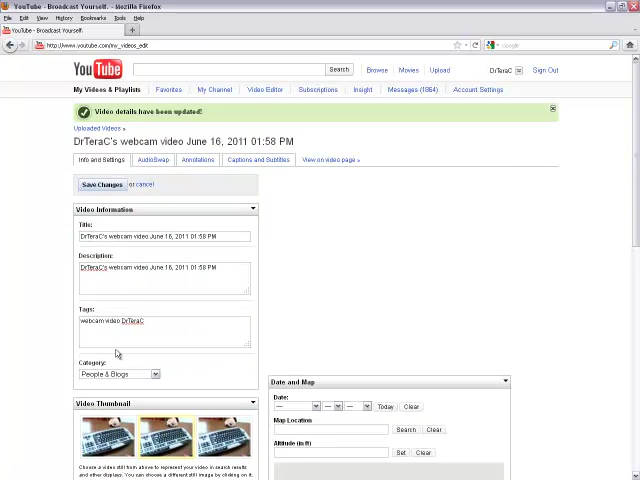 YouTube - Broadcast Yourself. - Mozilla Firefox
File Edit View History Bookmarks Tools Help
YouTube - Broadcast Yourself.
http://www.youtube.com/my_videos_edit
Google
YouTube Search Browse Movies Upload DrTeraC Sign Out
My Videos & Playlists Favorites My Channel Video Editor Subscriptions Insight Messages (1864) Account Settings
Video details have been updated!
Uploaded Videos »
DrTeraC's webcam video June 16, 2011 01:58 PM
Info and Settings AudioSwap Annotations Captions and Subtitles View on video page »
Save Changes or cancel
Video Information
Title:
DrTeraC's webcam video June 16, 2011 01:58 PM
Description:
DrTeraC's webcam video June 16, 2011 01:58 PM
Tags:
webcam video DrTeraC
Category:
People & Blogs
Date and Map
Date:
— — — Today Clear
Map Location
Search Clear
Altitude (in ft)
Set Clear
Video Thumbnail
Choose a video still from above to represent your video in search results
and other displays. You can choose a different still image by clicking on it.